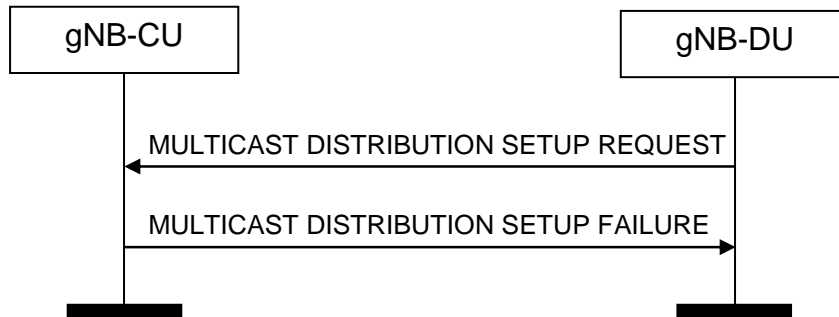 gNB-CU
gNB-DU
MULTICAST DISTRIBUTION SETUP REQUEST
MULTICAST DISTRIBUTION SETUP FAILURE